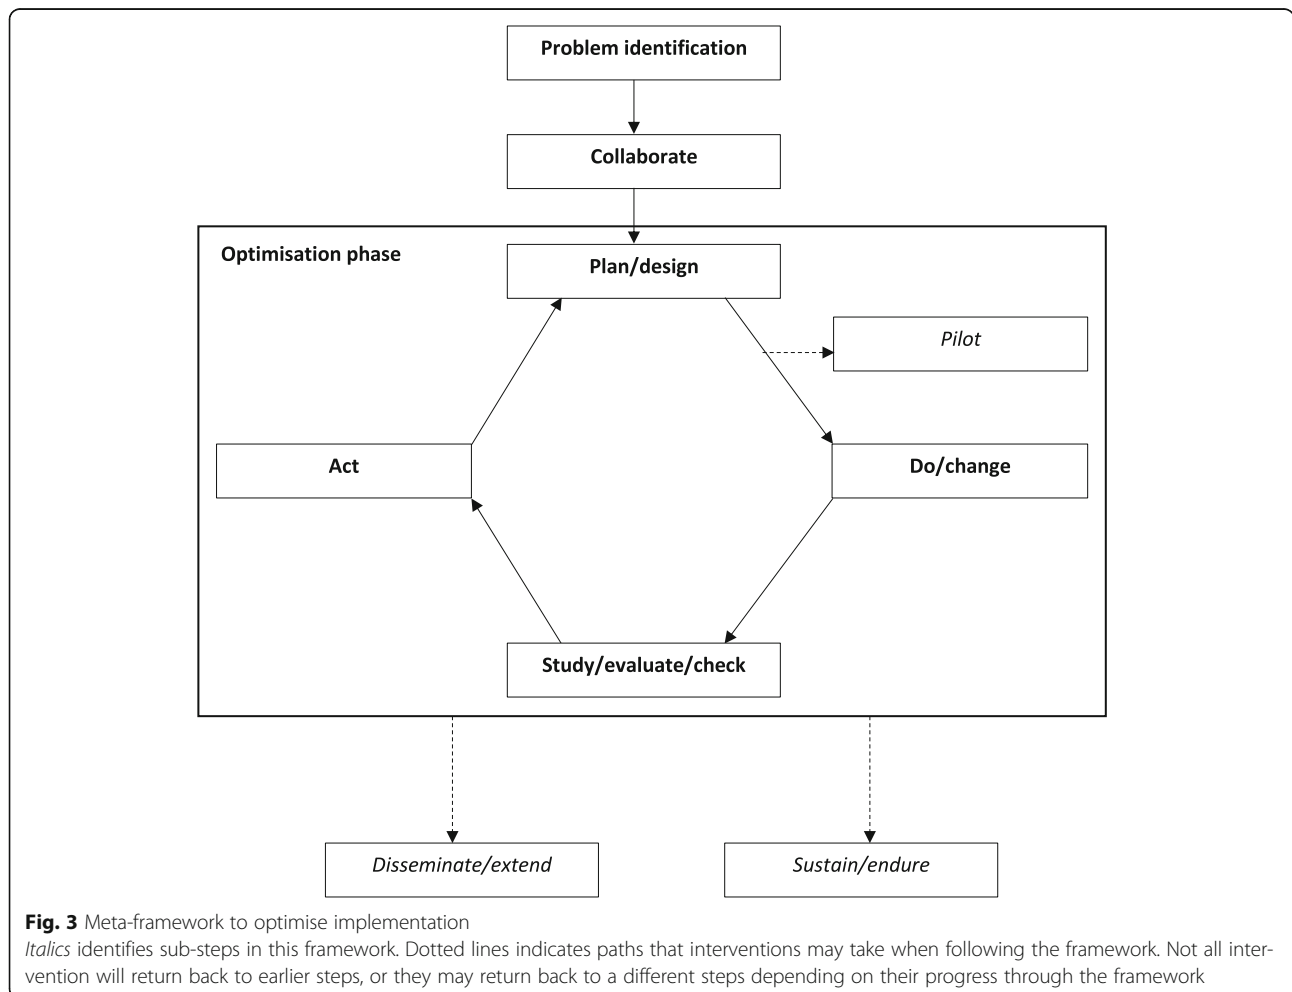 Problem identification
Collaborate
Optimisation phase
Plan/design
Pilot
Act
Do/change
Study/evaluate/check
Disseminate/extend
Sustain/endure
Fig. 3 Meta-framework to optimise implementation
Italics identifies sub-steps in this framework. Dotted lines indicates paths that interventions may take when following the framework. Not all inter-
vention will return back to earlier steps, or they may return back to a different steps depending on their progress through the framework